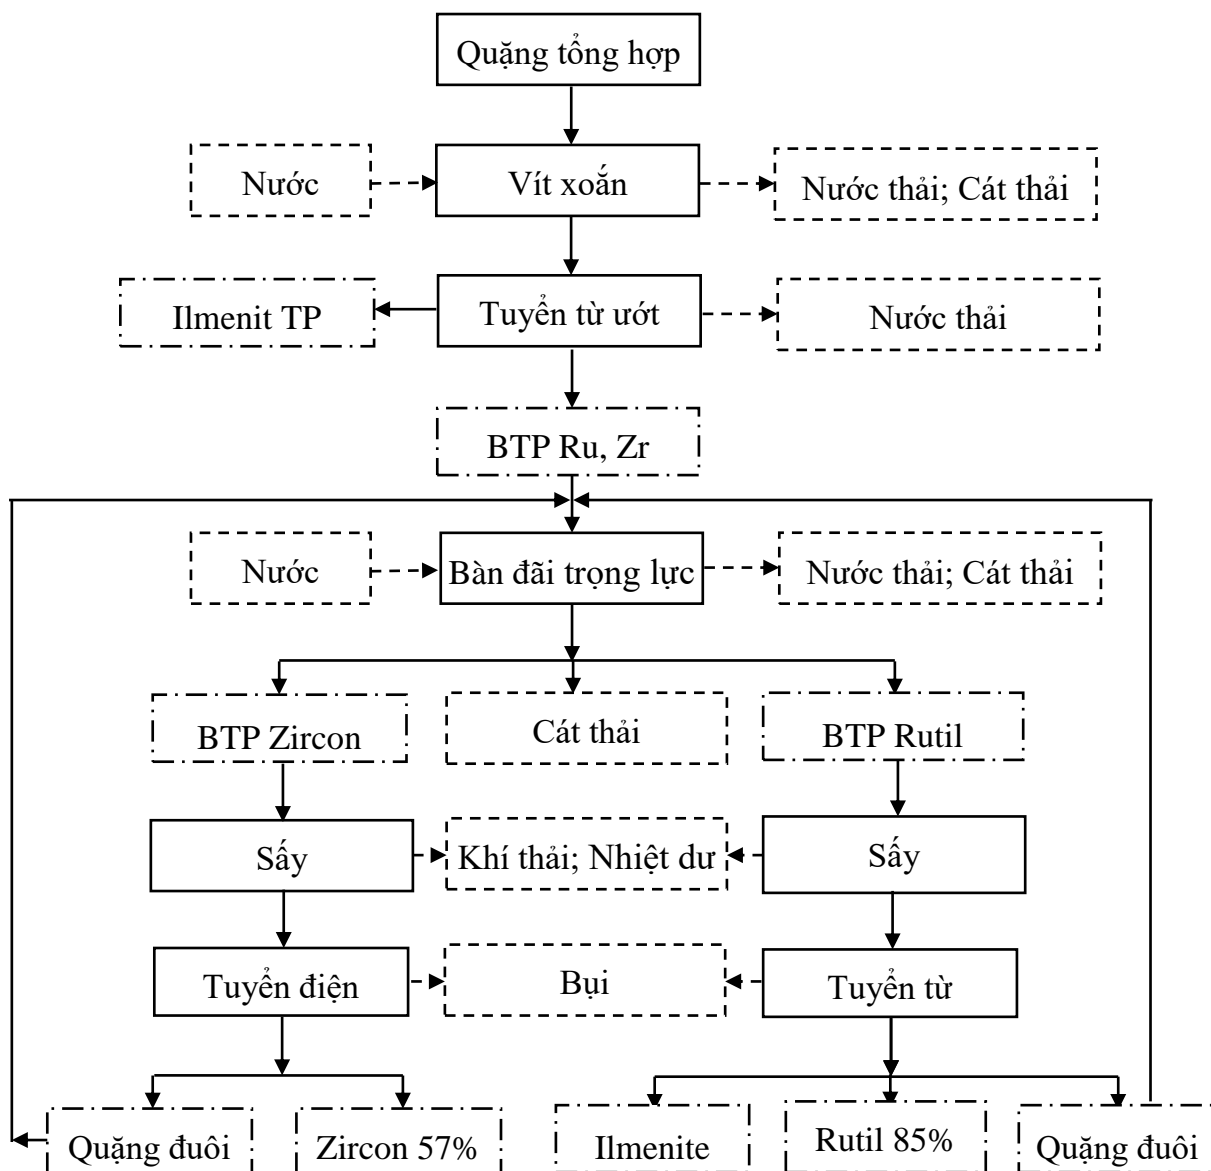 Quặng tổng hợp
Nước
Vít xoắn
Nước thải; Cát thải
Ilmenit TP
Tuyển từ ướt
Nước thải
BTP Ru, Zr
Nước
Bàn đãi trọng lực
Nước thải; Cát thải
BTP Zircon
Cát thải
BTP Rutil
Sấy
Khí thải; Nhiệt dư
Sấy
Tuyển điện
Bụi
Tuyển từ
Quặng đuôi
Zircon 57%
Ilmenite
Rutil 85%
Quặng đuôi